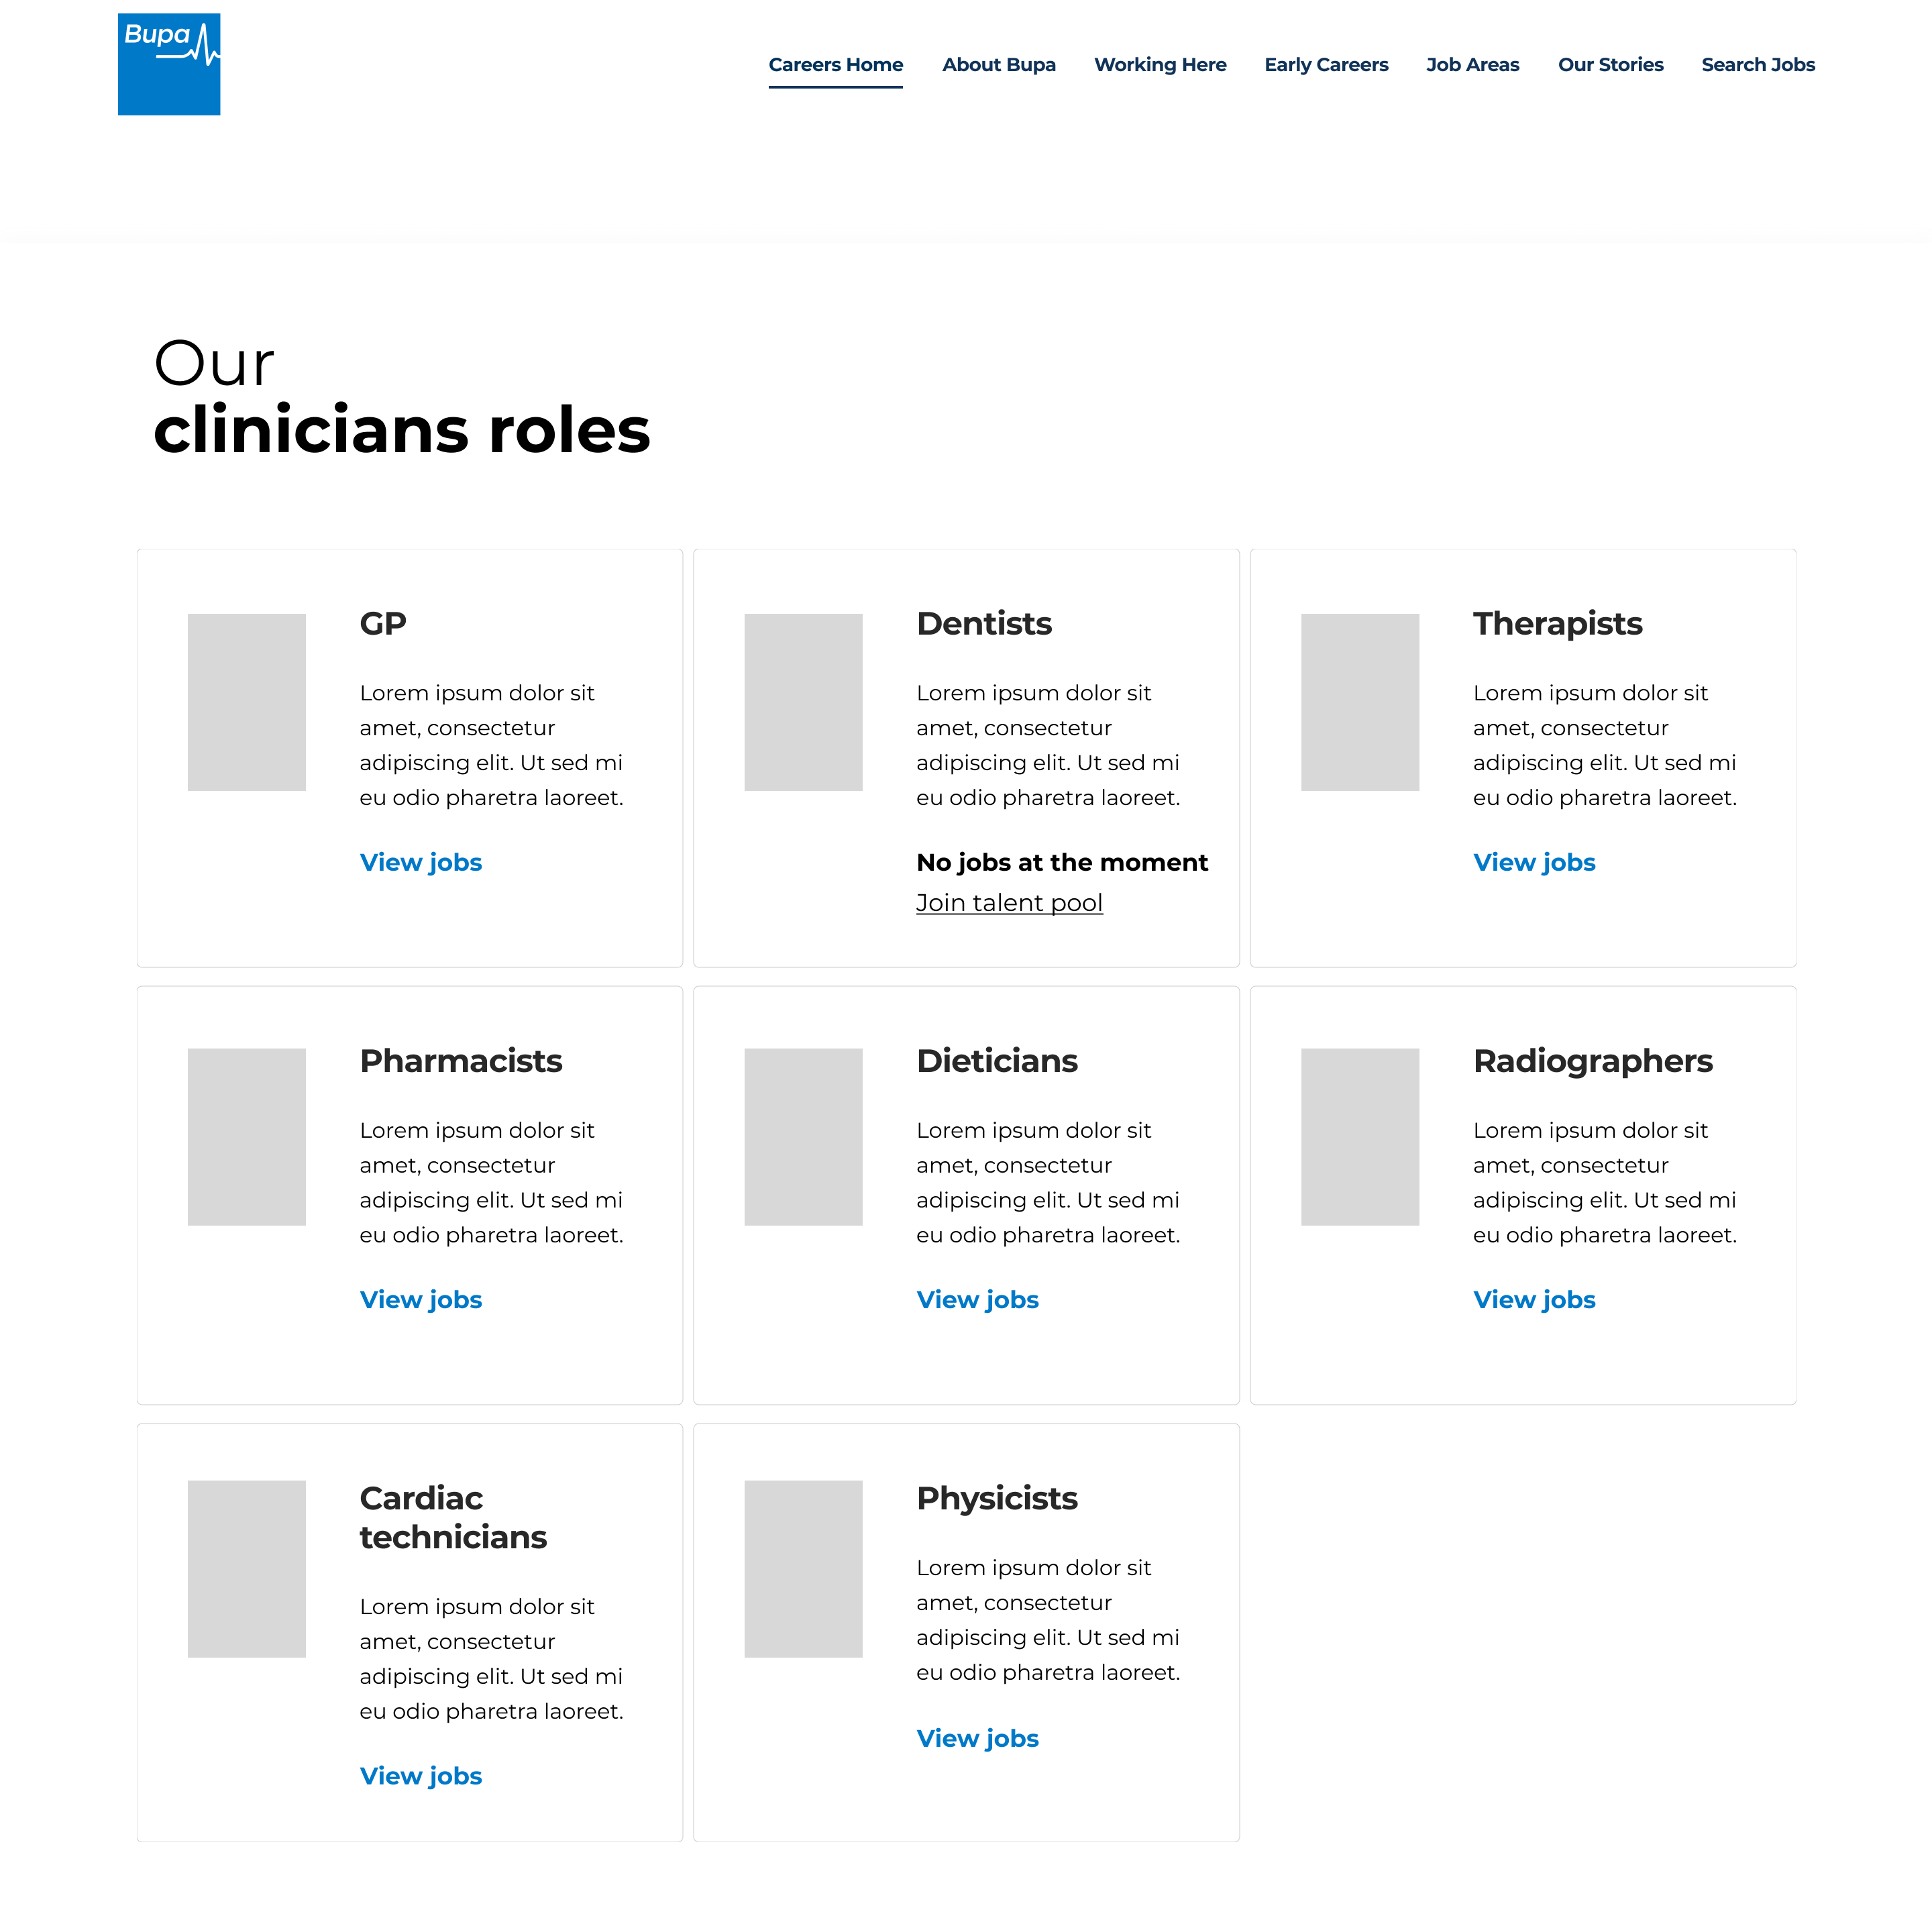 Bupa
Careers Home
About Bupa
Working Here
Early Careers
Job Areas
Our Stories
Search Jobs
Our
clinicians roles
GP
Lorem ipsum dolor sit
amet, consectetur
adipiscing elit. Ut sed mi
eu odio pharetra laoreet.
View jobs
Dentists
Lorem ipsum dolor sit
amet, consectetur
adipiscing elit. Ut sed mi
eu odio pharetra laoreet.
No jobs at the moment
Join talent pool
Therapists
Lorem ipsum dolor sit
amet, consectetur
adipiscing elit. Ut sed mi
eu odio pharetra laoreet.
View jobs
Pharmacists
Lorem ipsum dolor sit
amet, consectetur
adipiscing elit. Ut sed mi
eu odio pharetra laoreet.
View jobs
Dieticians
Lorem ipsum dolor sit
amet, consectetur
adipiscing elit. Ut sed mi
eu odio pharetra laoreet.
View jobs
Radiographers
Lorem ipsum dolor sit
amet, consectetur
adipiscing elit. Ut sed mi
eu odio pharetra laoreet.
View jobs
Cardiac
technicians
Lorem ipsum dolor sit
amet, consectetur
adipiscing elit. Ut sed mi
eu odio pharetra laoreet.
View jobs
Physicists
Lorem ipsum dolor sit
amet, consectetur
adipiscing elit. Ut sed mi
eu odio pharetra laoreet.
View jobs